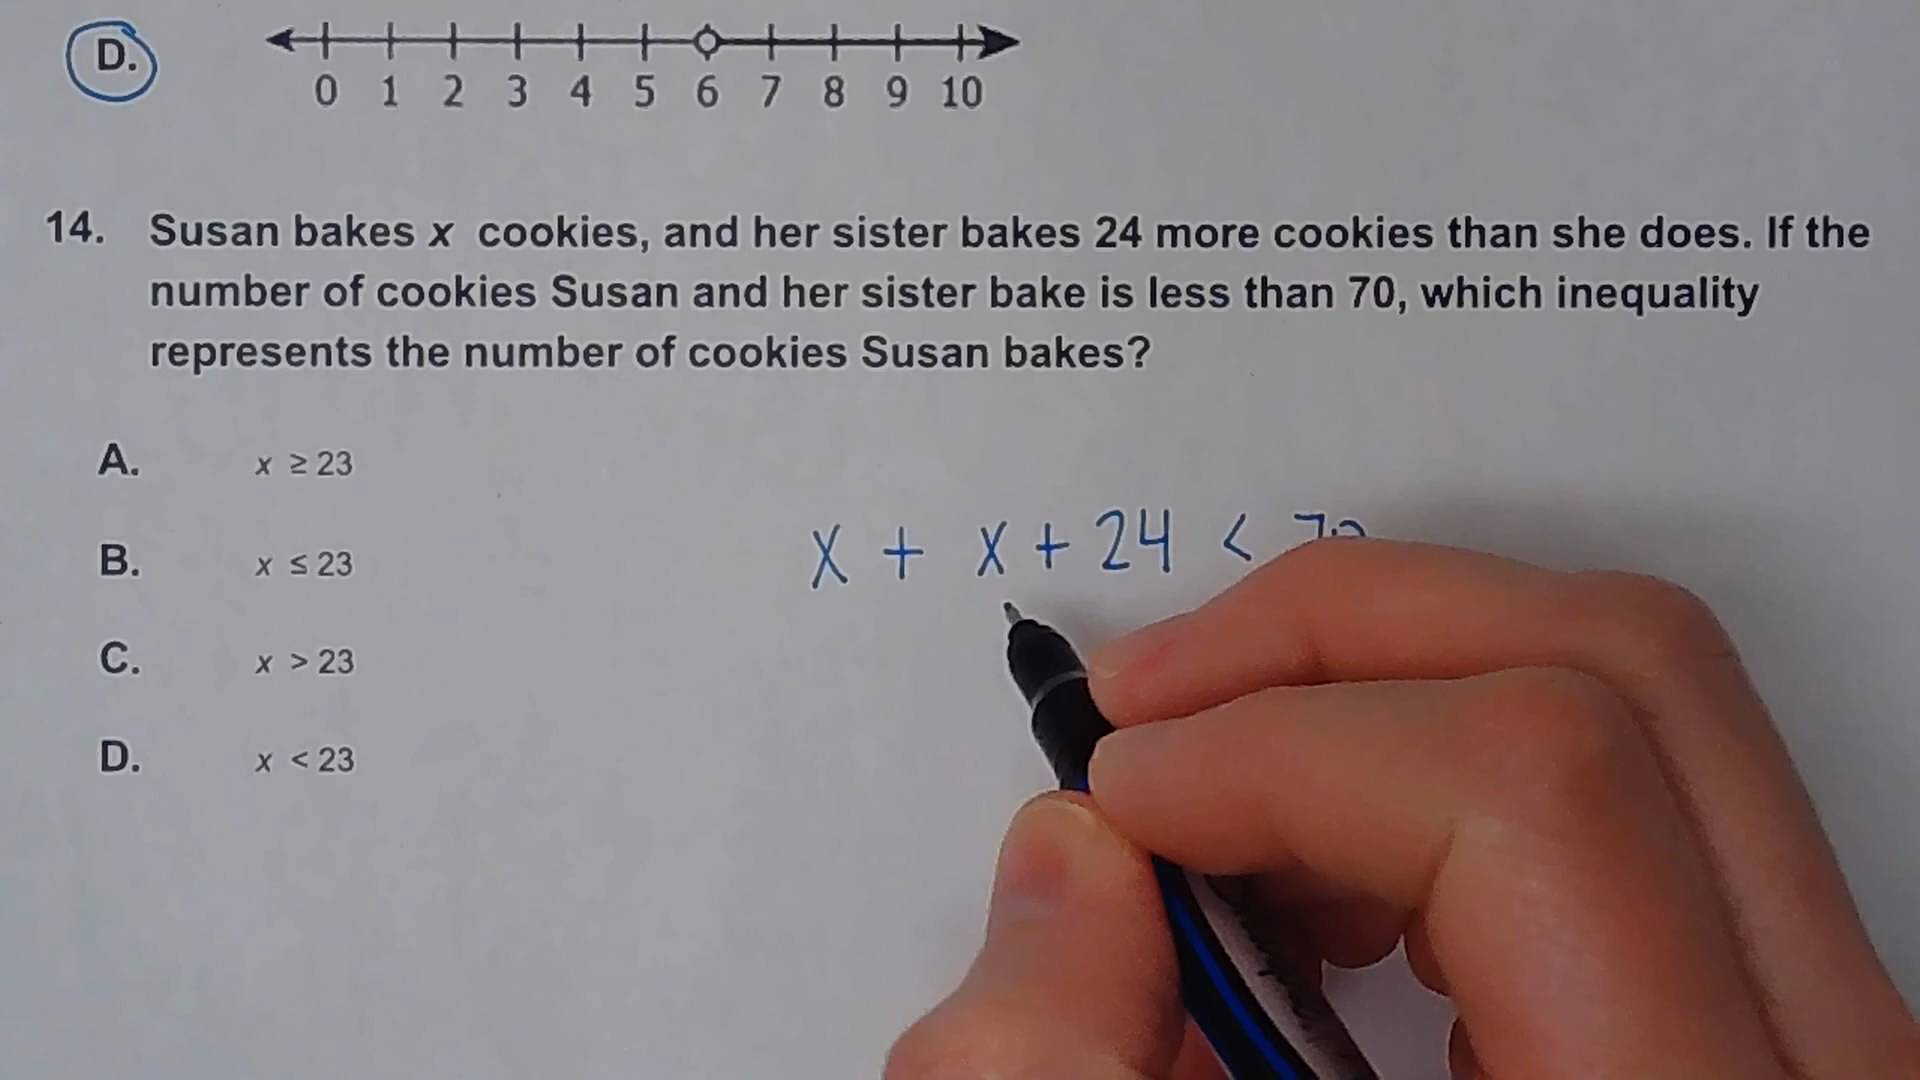 D.
0 1 2 3 4 5 6 7 8 9 10
14. Susan bakes x cookies, and her sister bakes 24 more cookies than she does. If the
number of cookies Susan and her sister bake is less than 70, which inequality
represents the number of cookies Susan bakes?
A. x ≥ 23
B. x ≤ 23
x + x + 24 <
C. x > 23
D. x < 23